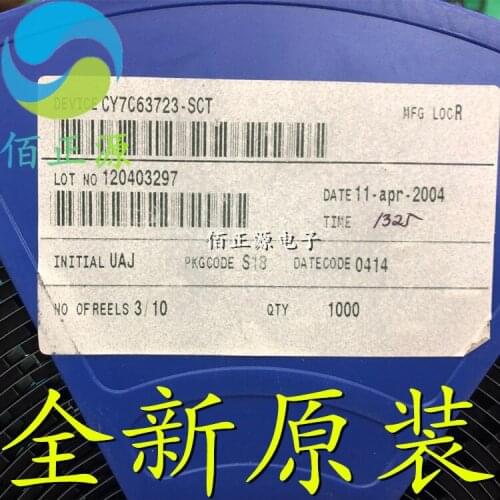 DEVICE CY7C63723-SCT
MFG LOC R
佰正源
LOT NO 120403297
DATE 11-apr-2004
TIME 1325
佰正源电子
INITIAL UAJ PKGCODE S18 DATECODE 0414
NO OF REELS 3/10 QTY 1000
全新原装